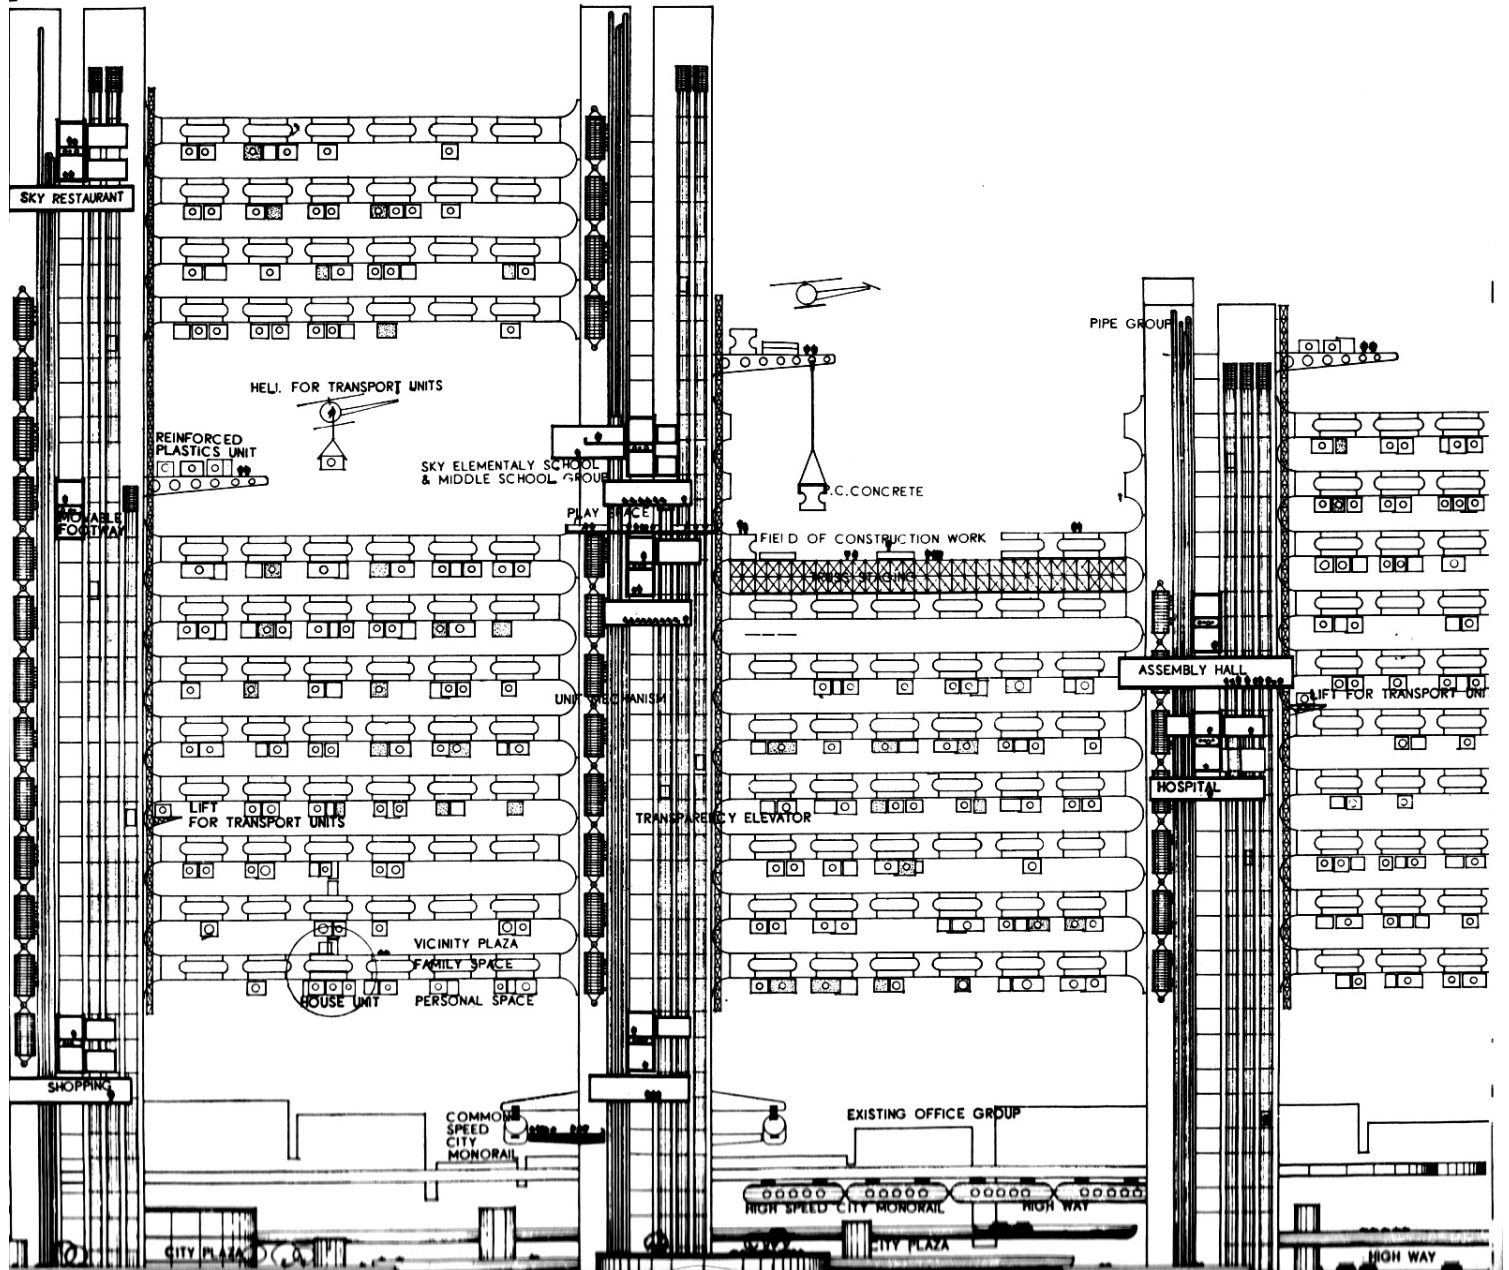 SKY RESTAURANT
PIPE GROUP
HELI. FOR TRANSPORT UNITS
REINFORCED
PLASTICS UNIT
SKY ELEMENTALY SCHOOL
& MIDDLE SCHOOL GROUP
P.C.CONCRETE
MOVABLE
FOOTWAY
PLAY SPACE
FIELD OF CONSTRUCTION WORK
TRUSS STAGING
ASSEMBLY HALL
UNIT MECHANISM
LIFT FOR TRANSPORT UNI
HOSPITAL
LIFT
FOR TRANSPORT UNITS
TRANSPARENCY ELEVATOR
VICINITY PLAZA
FAMILY SPACE
HOUSE UNIT
PERSONAL SPACE
SHOPPING
COMMON
SPEED
CITY
MONORAIL
EXISTING OFFICE GROUP
HIGH SPEED CITY MONORAIL
HIGH WAY
CITY PLAZA
CITY PLAZA
HIGH WAY